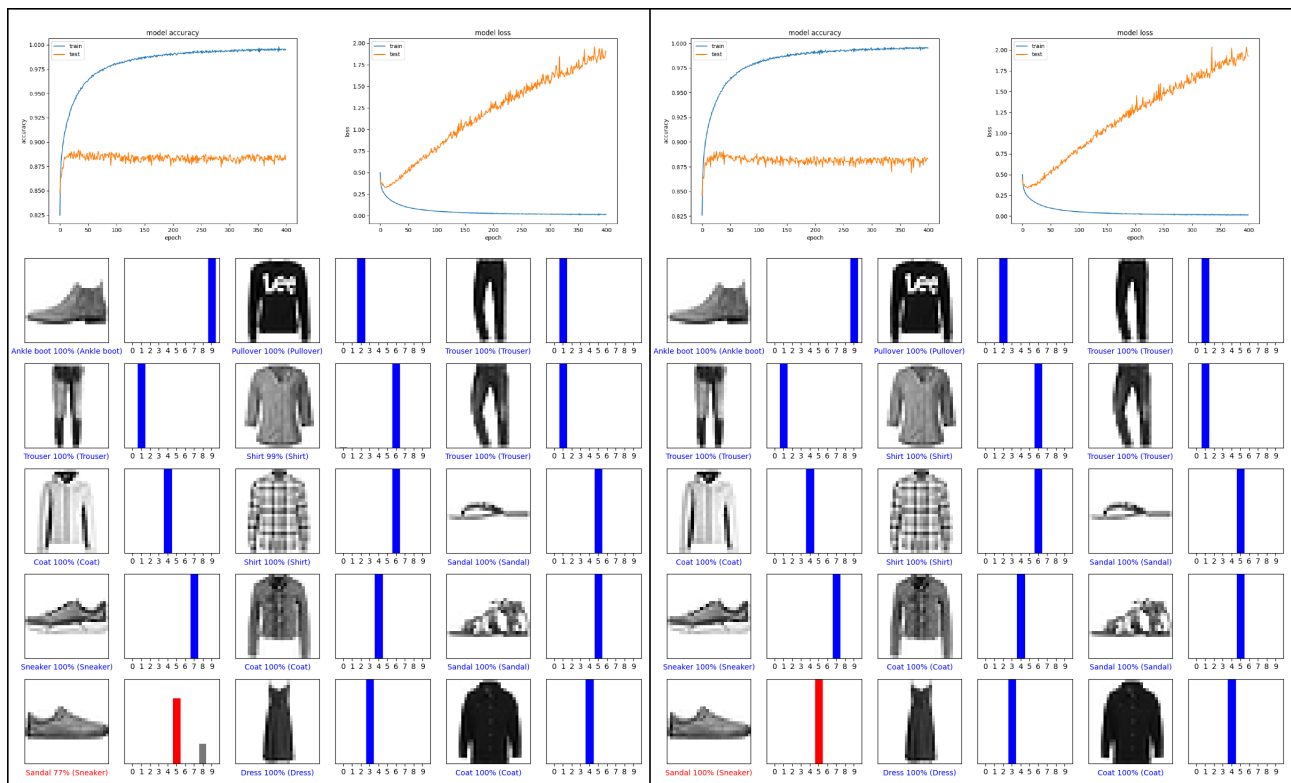 model accuracy
train
test
1.000
0.975
0.950
0.925
0.900
0.875
0.850
0.825
accuracy
0 50 100 150 200 250 300 350 400
epoch
model loss
train
test
2.00
1.75
1.50
1.25
1.00
0.75
0.50
0.25
0.00
loss
0 50 100 150 200 250 300 350 400
epoch
Lee
Ankle boot 100% (Ankle boot)
0 1 2 3 4 5 6 7 8 9
Pullover 100% (Pullover)
0 1 2 3 4 5 6 7 8 9
Trouser 100% (Trouser)
0 1 2 3 4 5 6 7 8 9
Trouser 100% (Trouser)
0 1 2 3 4 5 6 7 8 9
Shirt 99% (Shirt)
0 1 2 3 4 5 6 7 8 9
Trouser 100% (Trouser)
0 1 2 3 4 5 6 7 8 9
Coat 100% (Coat)
0 1 2 3 4 5 6 7 8 9
Shirt 100% (Shirt)
0 1 2 3 4 5 6 7 8 9
Sandal 100% (Sandal)
0 1 2 3 4 5 6 7 8 9
Sneaker 100% (Sneaker)
0 1 2 3 4 5 6 7 8 9
Coat 100% (Coat)
0 1 2 3 4 5 6 7 8 9
Sandal 100% (Sandal)
0 1 2 3 4 5 6 7 8 9
Sandal 77% (Sneaker)
0 1 2 3 4 5 6 7 8 9
Dress 100% (Dress)
0 1 2 3 4 5 6 7 8 9
Coat 100% (Coat)
0 1 2 3 4 5 6 7 8 9
model accuracy
train
test
1.000
0.975
0.950
0.925
0.900
0.875
0.850
0.825
accuracy
0 50 100 150 200 250 300 350 400
epoch
model loss
train
test
2.00
1.75
1.50
1.25
1.00
0.75
0.50
0.25
0.00
loss
0 50 100 150 200 250 300 350 400
epoch
Lee
Ankle boot 100% (Ankle boot)
0 1 2 3 4 5 6 7 8 9
Pullover 100% (Pullover)
0 1 2 3 4 5 6 7 8 9
Trouser 100% (Trouser)
0 1 2 3 4 5 6 7 8 9
Trouser 100% (Trouser)
0 1 2 3 4 5 6 7 8 9
Shirt 100% (Shirt)
0 1 2 3 4 5 6 7 8 9
Trouser 100% (Trouser)
0 1 2 3 4 5 6 7 8 9
Coat 100% (Coat)
0 1 2 3 4 5 6 7 8 9
Shirt 100% (Shirt)
0 1 2 3 4 5 6 7 8 9
Sandal 100% (Sandal)
0 1 2 3 4 5 6 7 8 9
Sneaker 100% (Sneaker)
0 1 2 3 4 5 6 7 8 9
Coat 100% (Coat)
0 1 2 3 4 5 6 7 8 9
Sandal 100% (Sandal)
0 1 2 3 4 5 6 7 8 9
Sandal 100% (Sneaker)
0 1 2 3 4 5 6 7 8 9
Dress 100% (Dress)
0 1 2 3 4 5 6 7 8 9
Coat 100% (Coat)
0 1 2 3 4 5 6 7 8 9